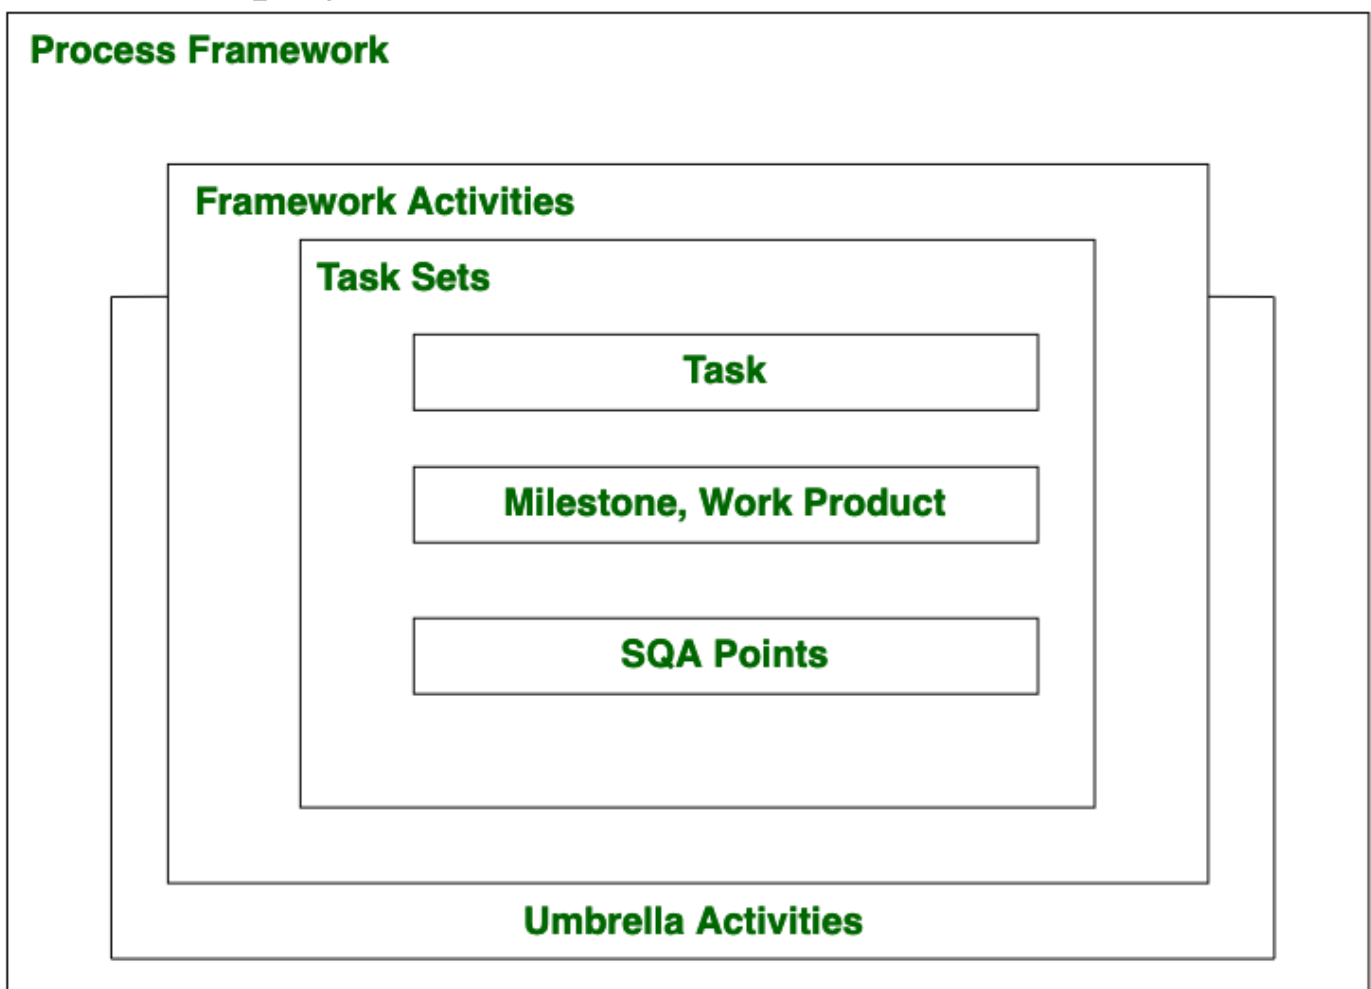 Process Framework
Framework Activities
Task Sets
Task
Milestone, Work Product
SQA Points
Umbrella Activities